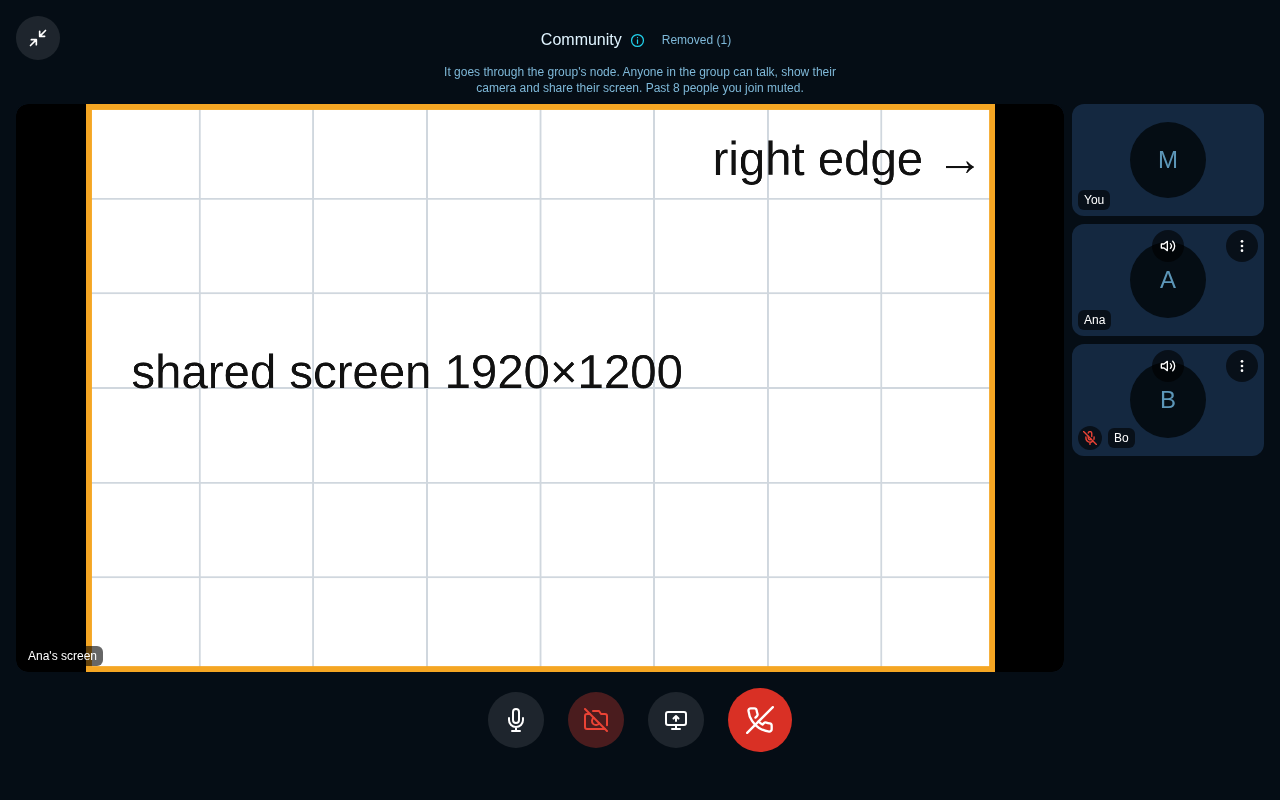 Community
Removed (1)
It goes through the group's node. Anyone in the group can talk, show their
camera and share their screen. Past 8 people you join muted.
right edge →
shared screen 1920×1200
Ana's screen
M
You
A
Ana
B
Bo